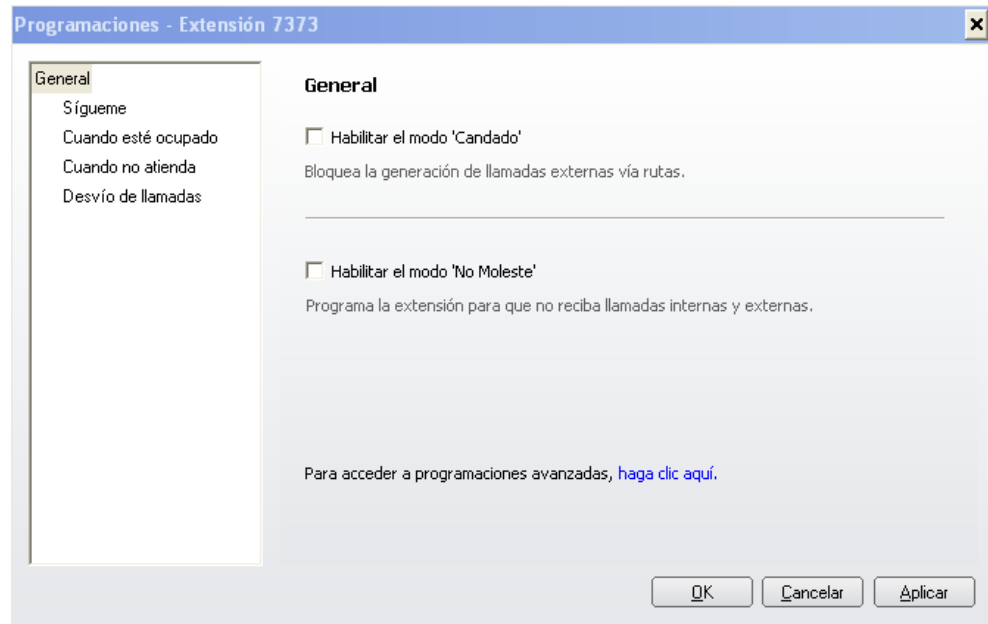 Programaciones - Extensión 7373
General
Sígueme
Cuando esté ocupado
Cuando no atienda
Desvío de llamadas
General
Habilitar el modo 'Candado'
Bloquea la generación de llamadas externas vía rutas.
Habilitar el modo 'No Moleste'
Programa la extensión para que no reciba llamadas internas y externas.
Para acceder a programaciones avanzadas, haga clic aquí.
OK
Cancelar
Aplicar